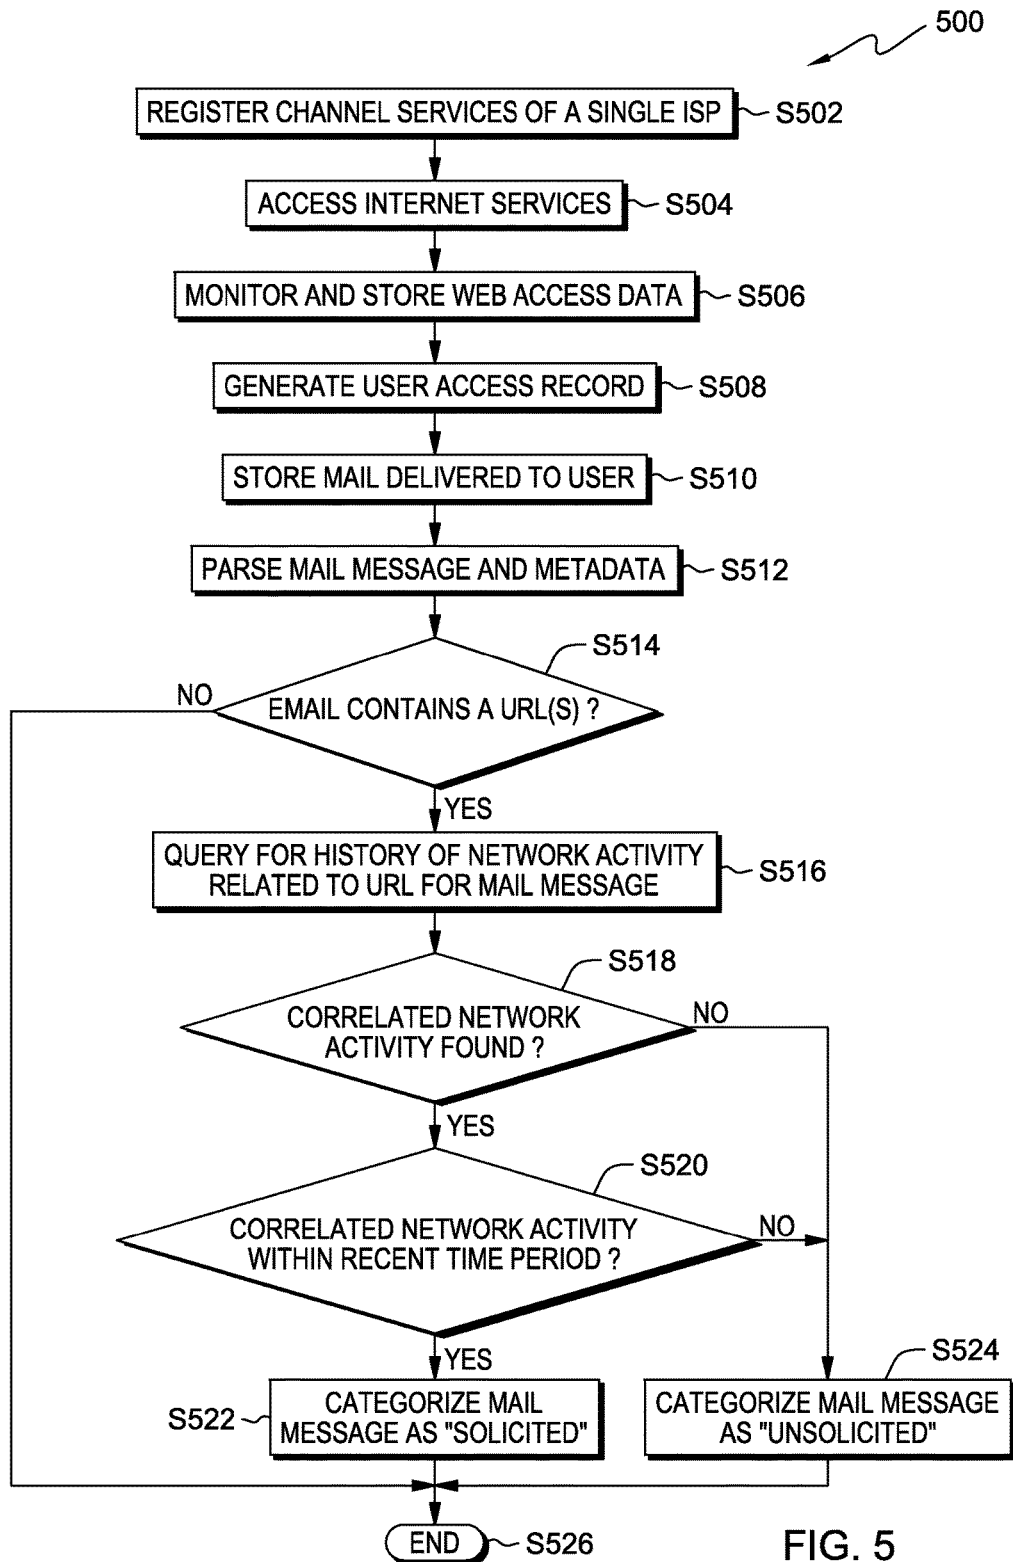 500
REGISTER CHANNEL SERVICES OF A SINGLE ISP
S502
ACCESS INTERNET SERVICES
S504
MONITOR AND STORE WEB ACCESS DATA
S506
GENERATE USER ACCESS RECORD
S508
STORE MAIL DELIVERED TO USER
S510
PARSE MAIL MESSAGE AND METADATA
S512
S514
NO
EMAIL CONTAINS A URL(S) ?
YES
QUERY FOR HISTORY OF NETWORK ACTIVITY
RELATED TO URL FOR MAIL MESSAGE
S516
S518
CORRELATED NETWORK
ACTIVITY FOUND ?
NO
YES
S520
CORRELATED NETWORK ACTIVITY
WITHIN RECENT TIME PERIOD ?
NO
YES
S522
CATEGORIZE MAIL
MESSAGE AS "SOLICITED"
S524
CATEGORIZE MAIL MESSAGE
AS "UNSOLICITED"
END
S526
FIG. 5